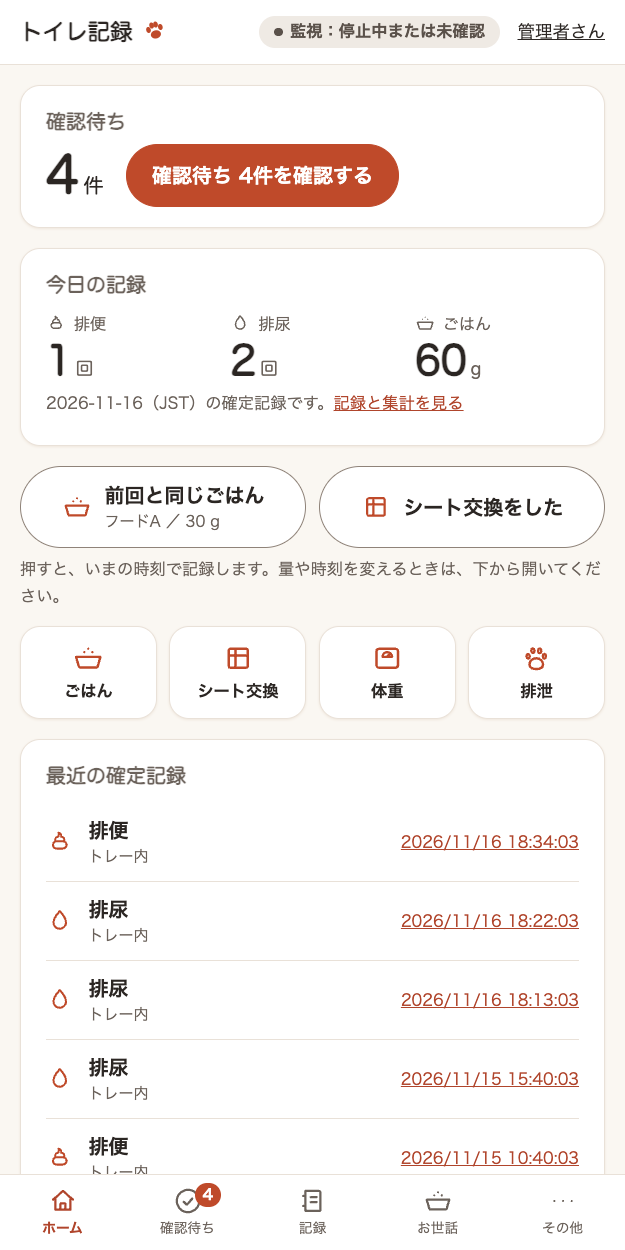 トイレ記録
監視：停止中または未確認
管理者さん
確認待ち
4件
確認待ち 4件を確認する
今日の記録
排便
排尿
ごはん
1回
2回
60g
2026-11-16（JST）の確定記録です。記録と集計を見る
前回と同じごはん
フードA ／ 30 g
シート交換をした
押すと、いまの時刻で記録します。量や時刻を変えるときは、下から開いてくだ
さい。
ごはん
シート交換
体重
排泄
最近の確定記録
排便
トレー内
2026/11/16 18:34:03
排尿
トレー内
2026/11/16 18:22:03
排尿
トレー内
2026/11/16 18:13:03
排尿
トレー内
2026/11/15 15:40:03
排便
トレー内
2026/11/15 10:40:03
4
ホーム
確認待ち
記録
お世話
その他